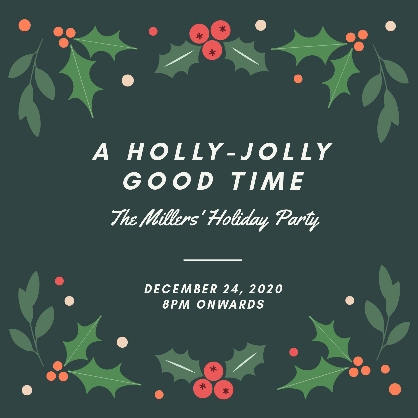 A HOLLY-JOLLY
GOOD TIME
The Millers' Holiday Party
DECEMBER 24, 2020
8PM ONWARDS